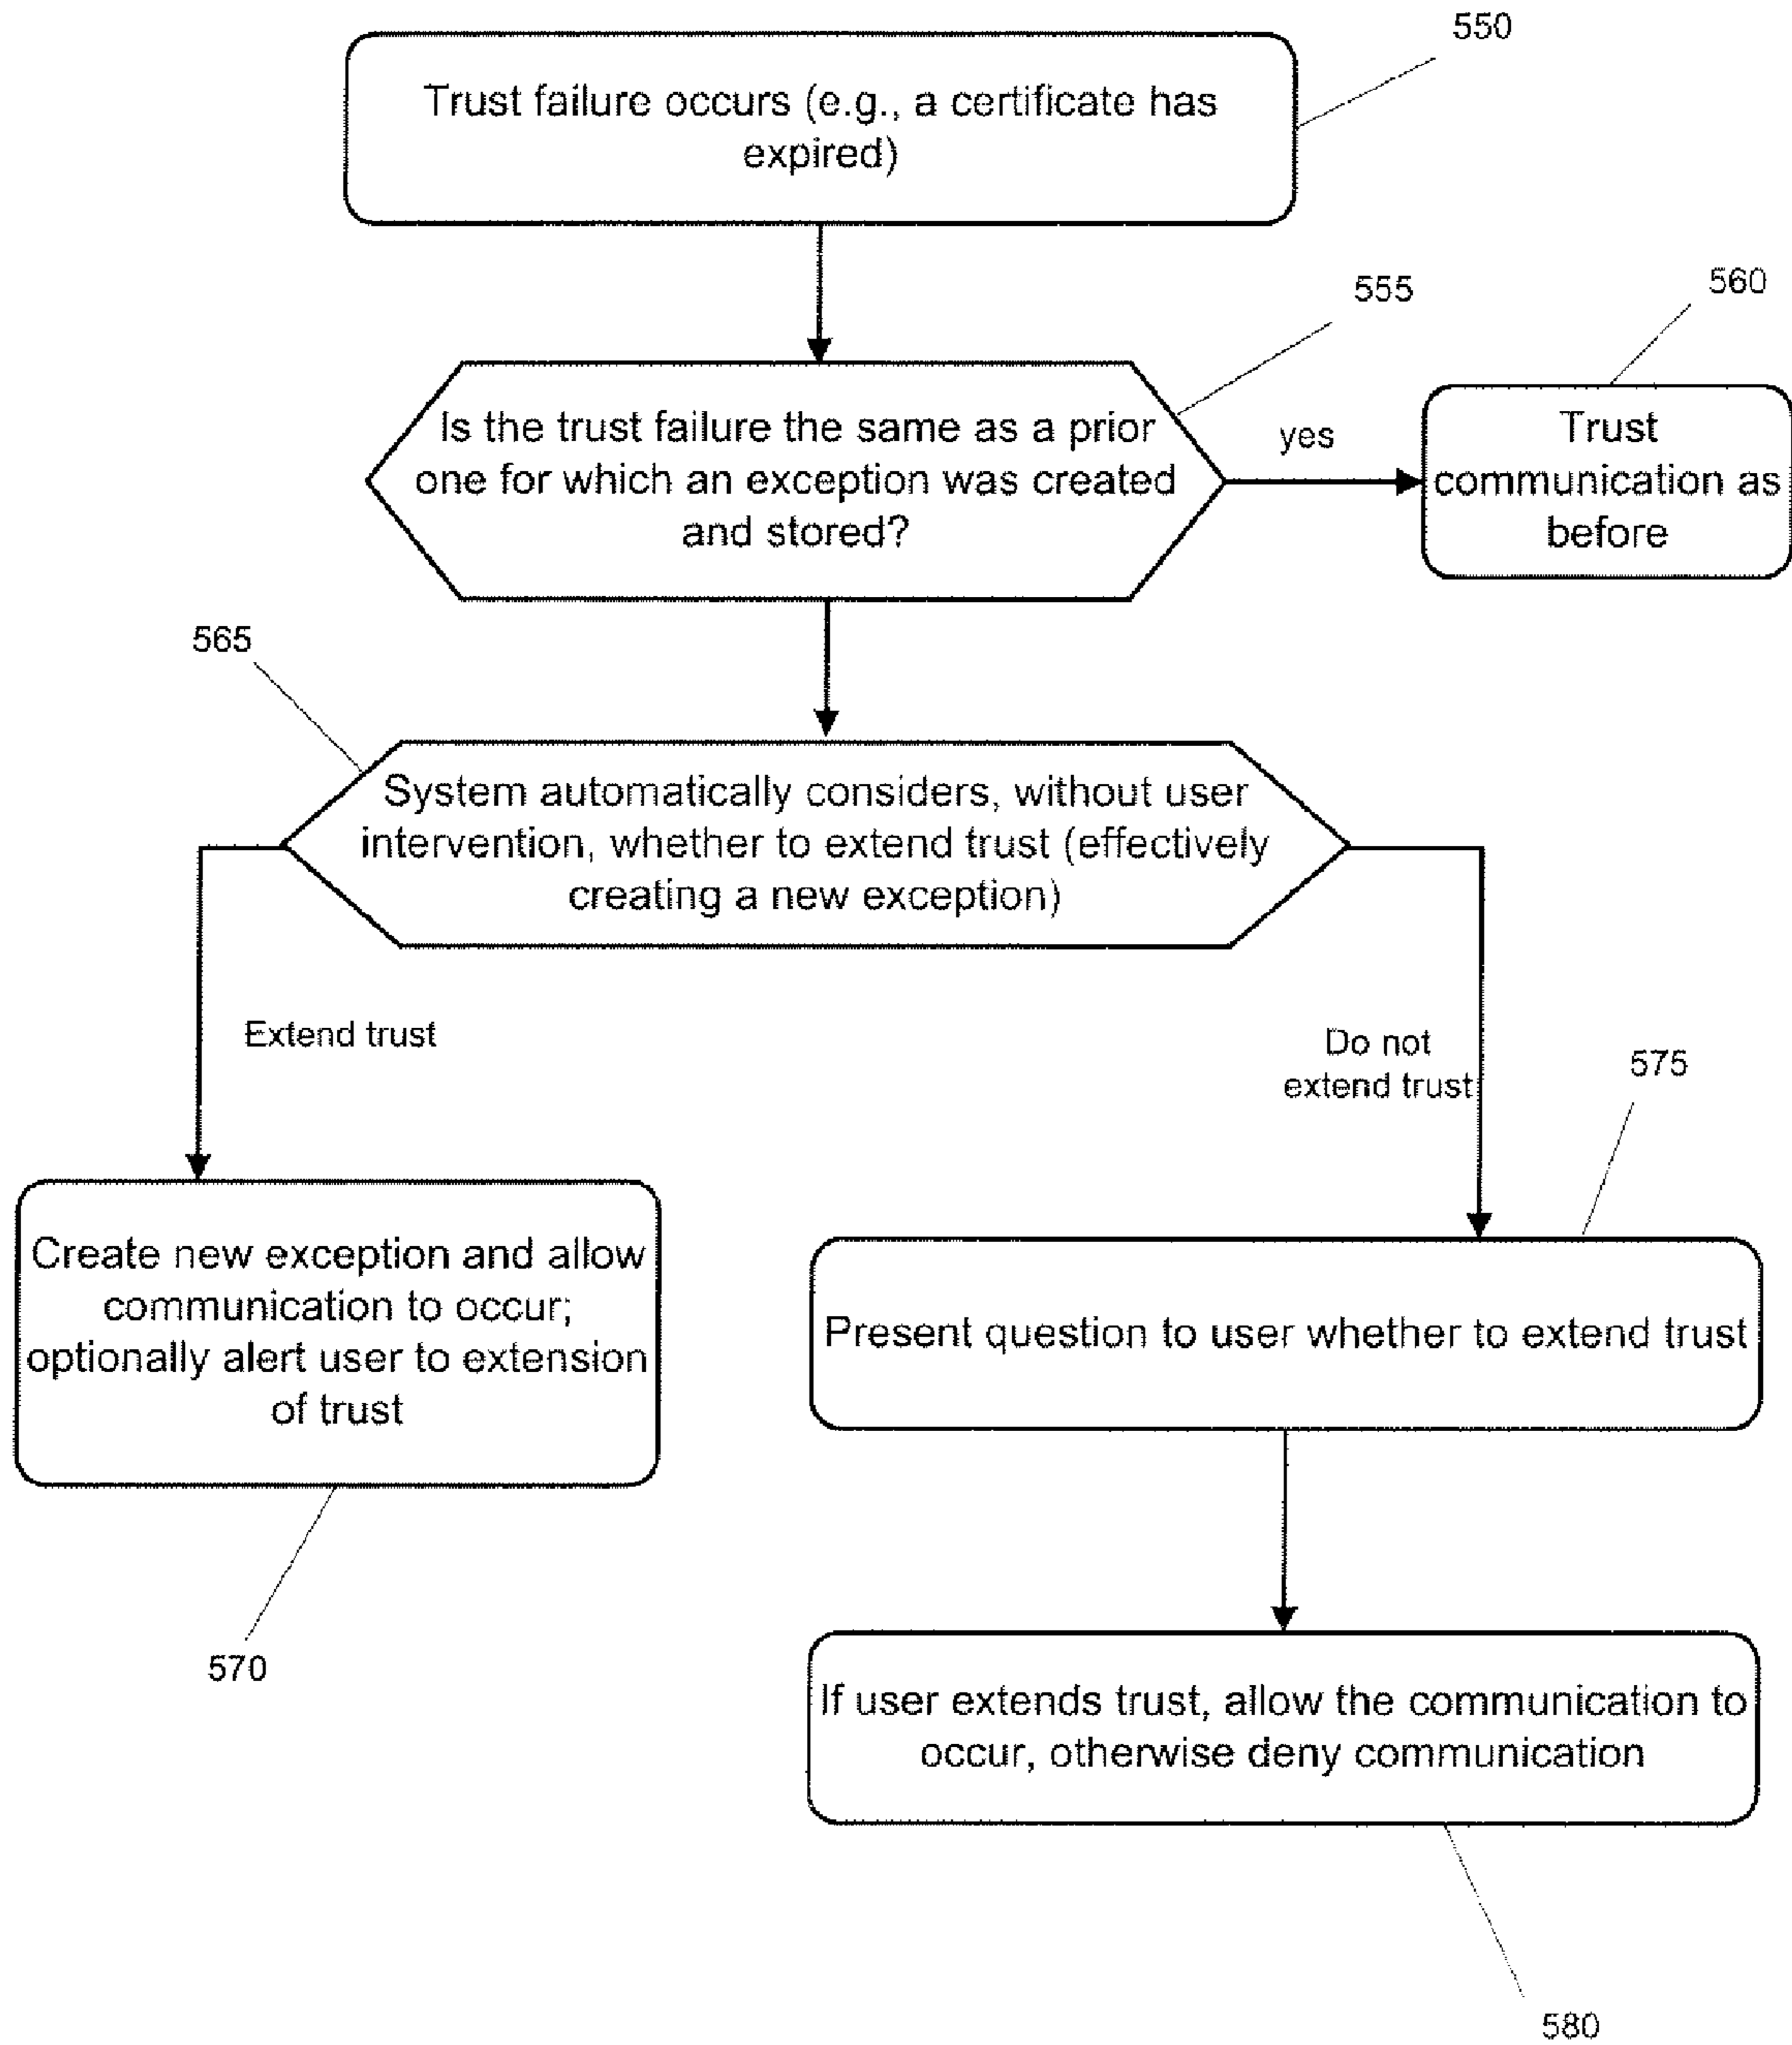 550
Trust failure occurs (e.g., a certificate has
expired)
555
560
Is the trust failure the same as a prior
one for which an exception was created
and stored?
yes
Trust
communication as
before
565
System automatically considers, without user
intervention, whether to extend trust (effectively
creating a new exception)
Extend trust
Do not
extend trust
575
Create new exception and allow
communication to occur;
optionally alert user to extension
of trust
Present question to user whether to extend trust
570
If user extends trust, allow the communication to
occur, otherwise deny communication
580